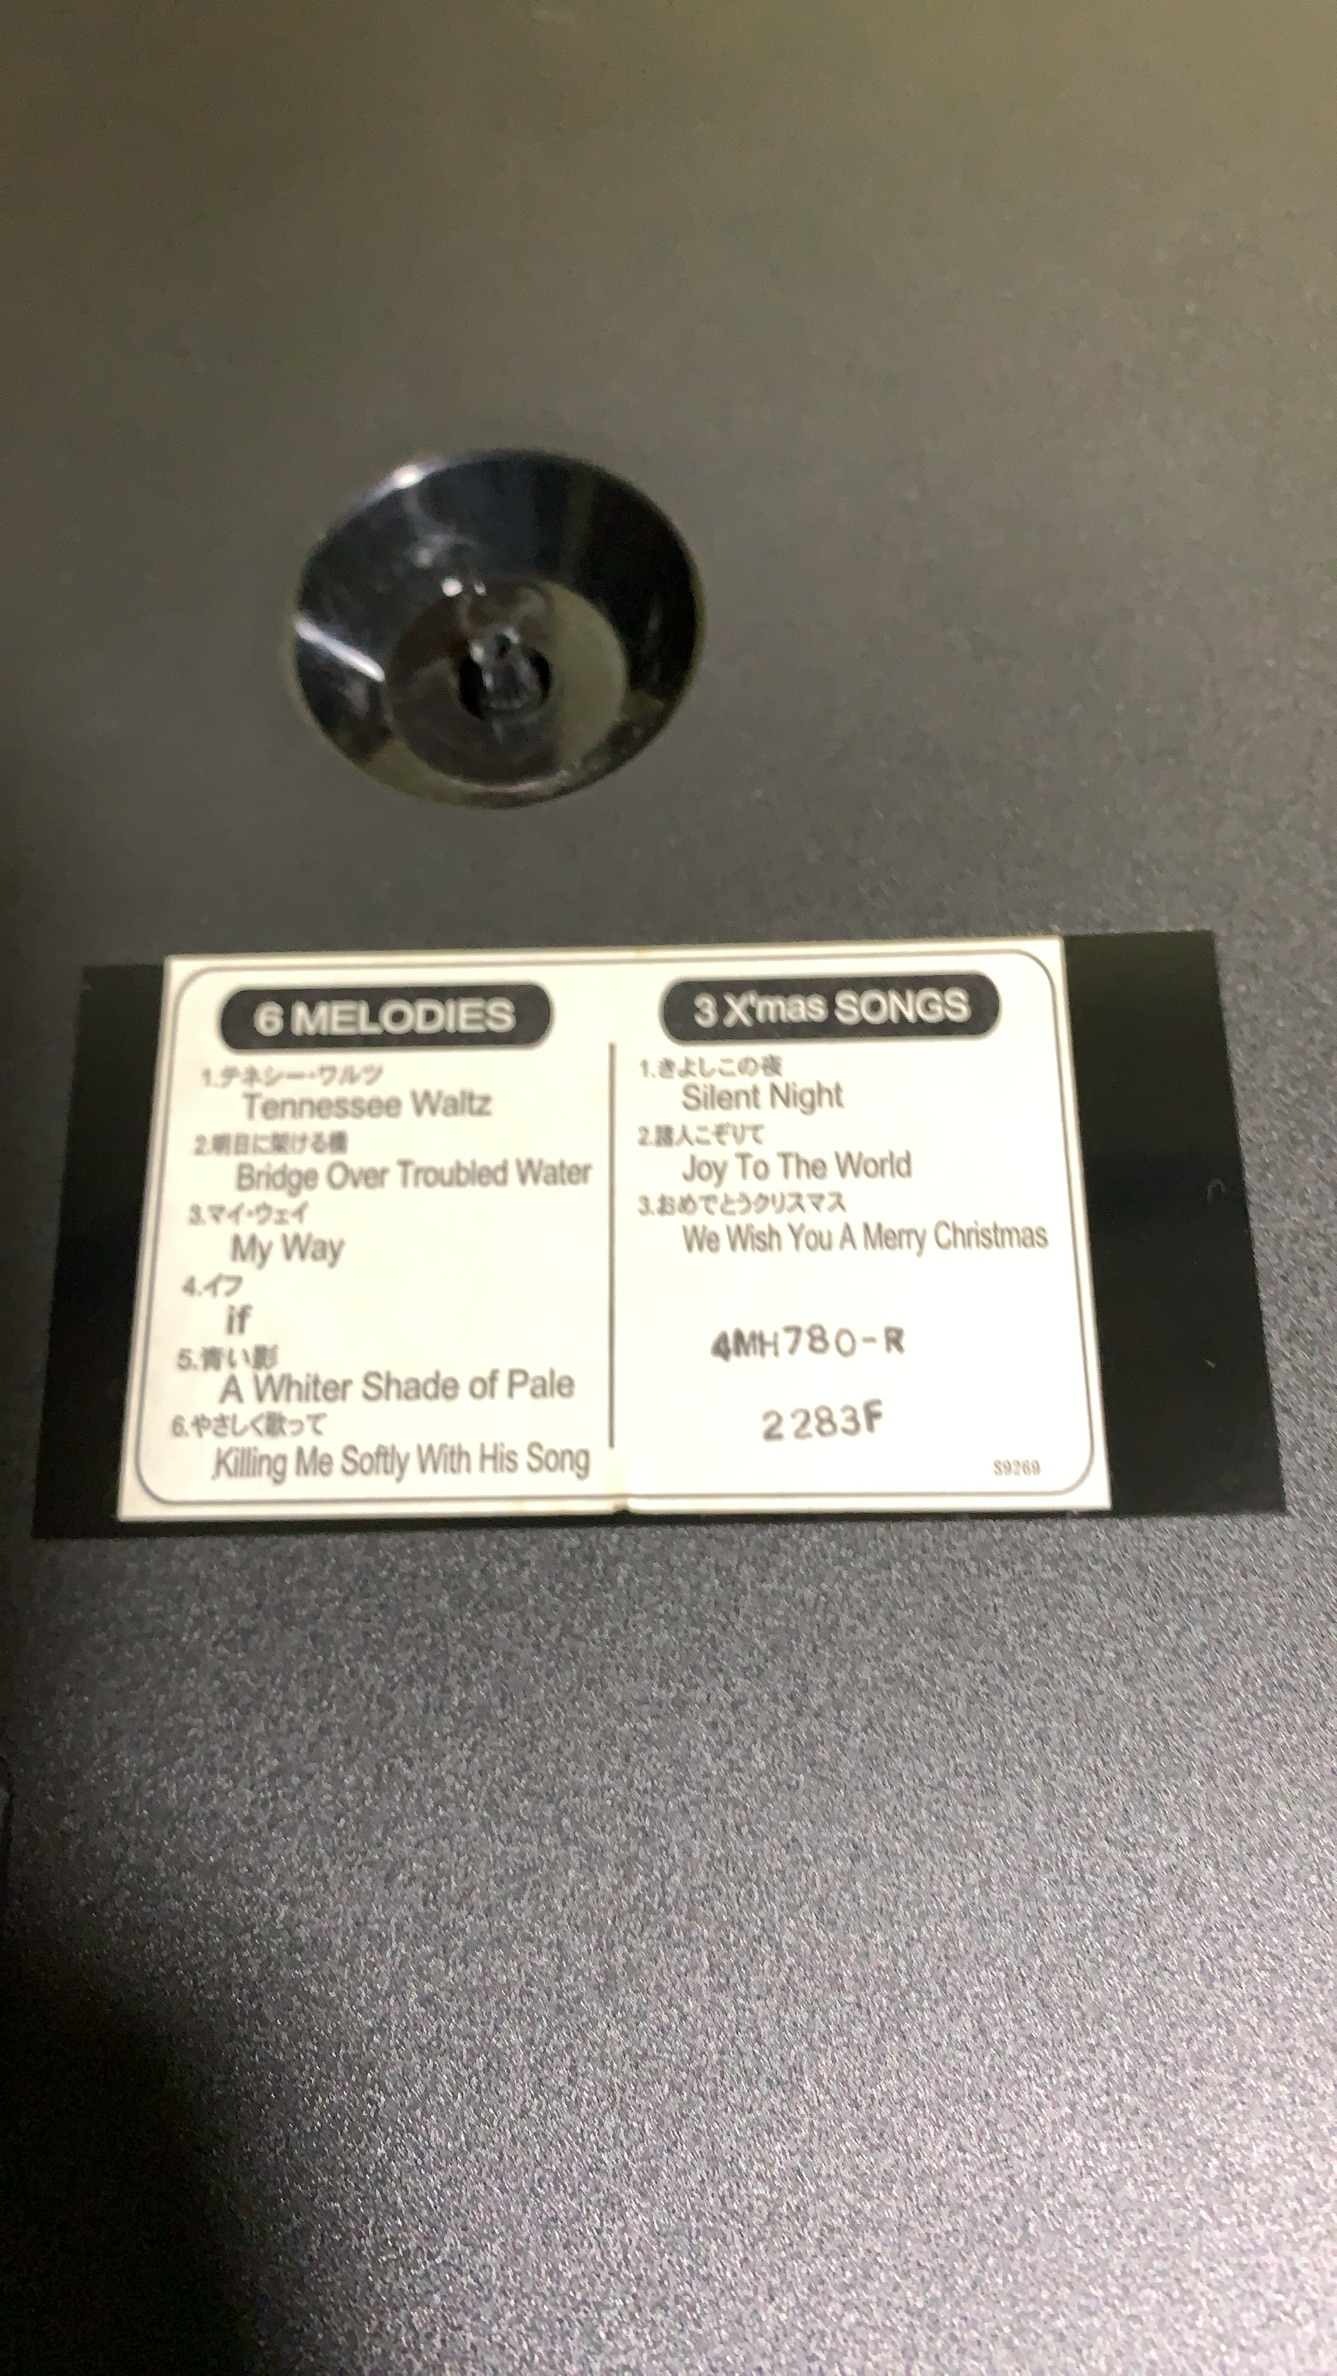 6 MELODIES
1.テネシー・ワルツ
Tennessee Waltz
2.明日に架ける橋
Bridge Over Troubled Water
3.マイ・ウェイ
My Way
4.イフ
if
5.青い影
A Whiter Shade of Pale
6.やさしく歌って
Killing Me Softly With His Song
3 X'mas SONGS
1.きよしこの夜
Silent Night
2.諸人こぞりて
Joy To The World
3.おめでとうクリスマス
We Wish You A Merry Christmas
4MH780-R
2283F
S9269